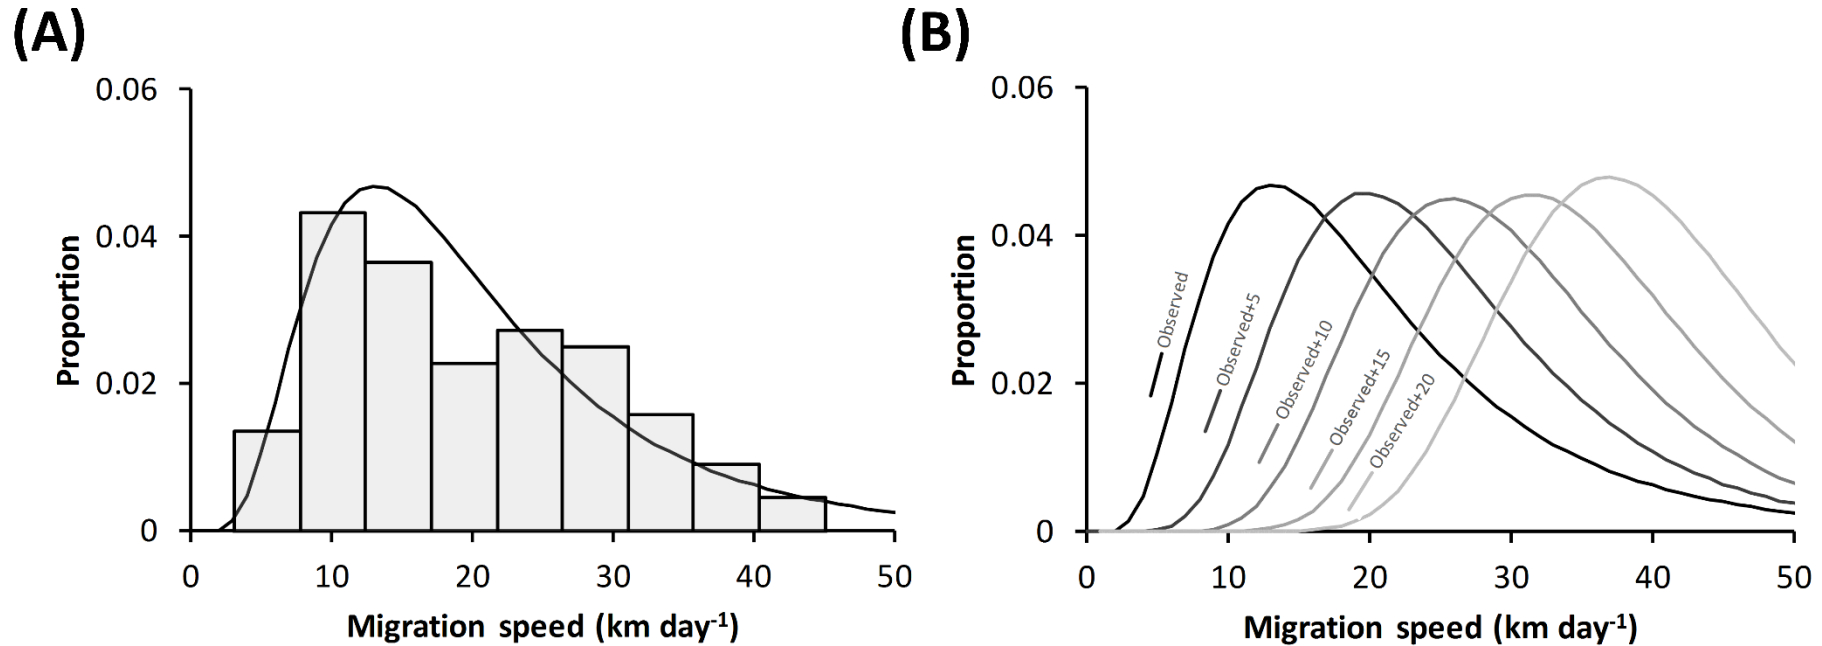 (A)
0.06
0.04
0.02
0
Proportion
0
10
20
30
40
50
Migration speed (km day-1)
(B)
0.06
0.04
0.02
0
Proportion
Observed
Observed+5
Observed+10
Observed+15
Observed+20
0
10
20
30
40
50
Migration speed (km day-1)